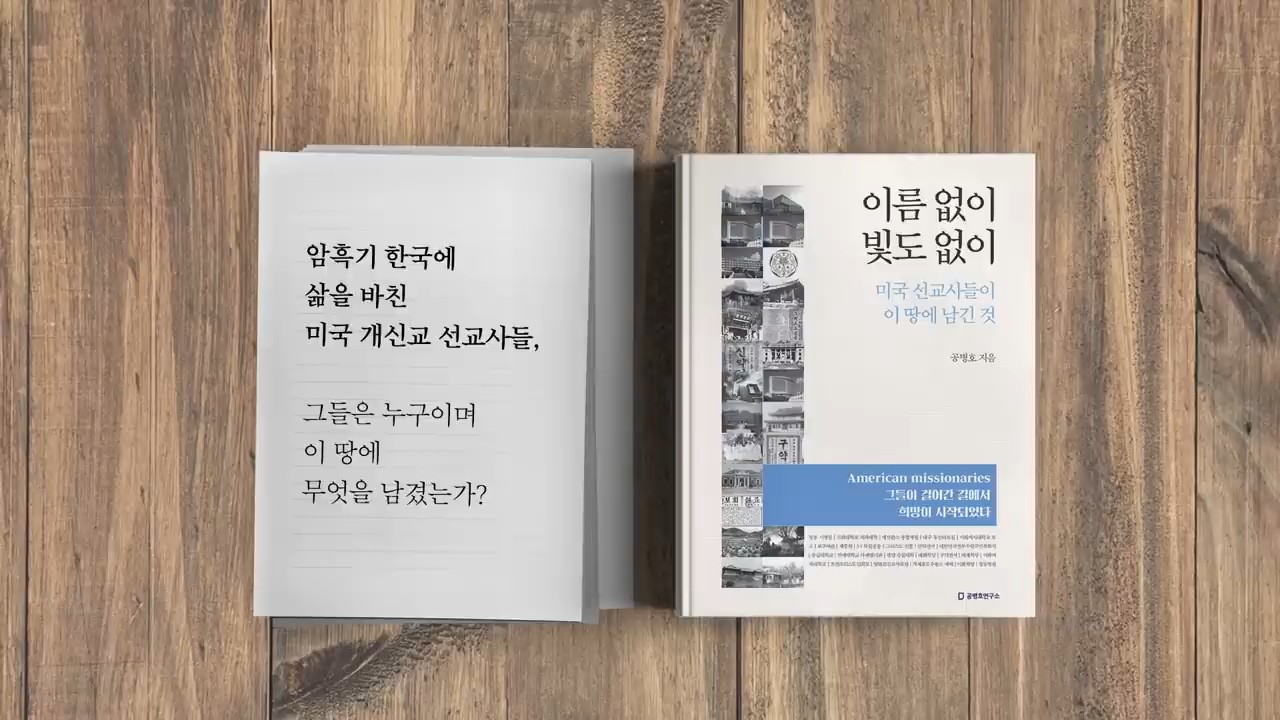 암흑기 한국에
삶을 바친
미국 개신교 선교사들,
그들은 누구이며
이 땅에
무엇을 남겼는가?
이름 없이
빛도 없이
미국 선교사들이
이 땅에 남긴 것
공병호 지음
신약
구약
American missionaries
그들이 걸어간 길에서
희망이 시작되었다
공병호연구소